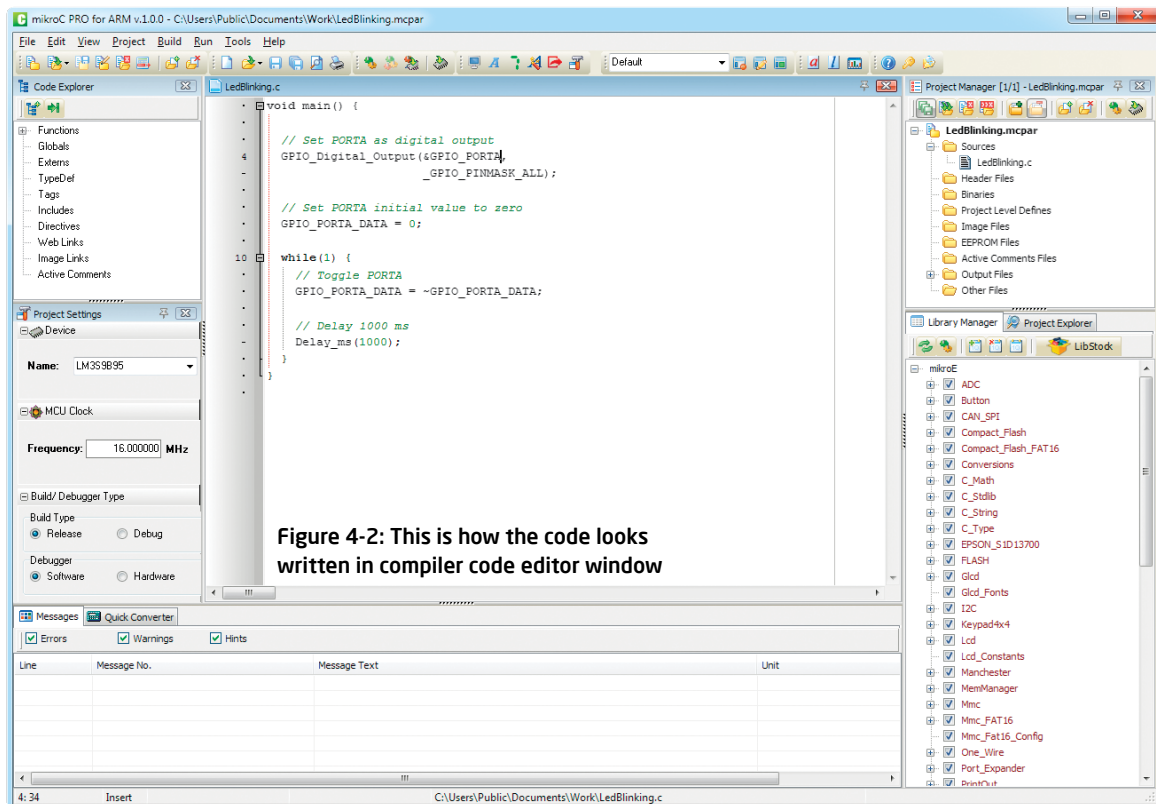 mikroC PRO for ARM v.1.0.0 - C:\Users\Public\Documents\Work\LedBlinking.mcpar
File Edit View Project Build Run Tools Help
Default
Code Explorer
Functions
Globals
Externs
TypeDef
Tags
Includes
Directives
Web Links
Image Links
Active Comments
Project Settings
Device
Name: LM3S9B95
MCU Clock
Frequency: 16.000000 MHz
Build/ Debugger Type
Build Type
Release Debug
Debugger
Software Hardware
LedBlinking.c
void main() {
// Set PORTA as digital output
4 GPIO_Digital_Output(&GPIO_PORTA,
_GPIO_PINMASK_ALL);
// Set PORTA initial value to zero
GPIO_PORTA_DATA = 0;
10 while(1) {
// Toggle PORTA
GPIO_PORTA_DATA = ~GPIO_PORTA_DATA;
// Delay 1000 ms
Delay_ms(1000);
}
}
Figure 4-2: This is how the code looks
written in compiler code editor window
Project Manager [1/1] - LedBlinking.mcpar
LedBlinking.mcpar
Sources
LedBlinking.c
Header Files
Binaries
Project Level Defines
Image Files
EEPROM Files
Active Comments Files
Output Files
Other Files
Library Manager Project Explorer
LibStock
mikroE
ADC
Button
CAN_SPI
Compact_Flash
Compact_Flash_FAT16
Conversions
C_Math
C_Stdlib
C_String
C_Type
EPSON_S1D13700
FLASH
Glcd
Glcd_Fonts
I2C
Keypad4x4
Lcd
Lcd_Constants
Manchester
MemManager
Mmc
Mmc_FAT16
Mmc_Fat16_Config
One_Wire
Port_Expander
PrintOut
Messages Quick Converter
Errors Warnings Hints
Line Message No. Message Text Unit
4: 34 Insert C:\Users\Public\Documents\Work\LedBlinking.c